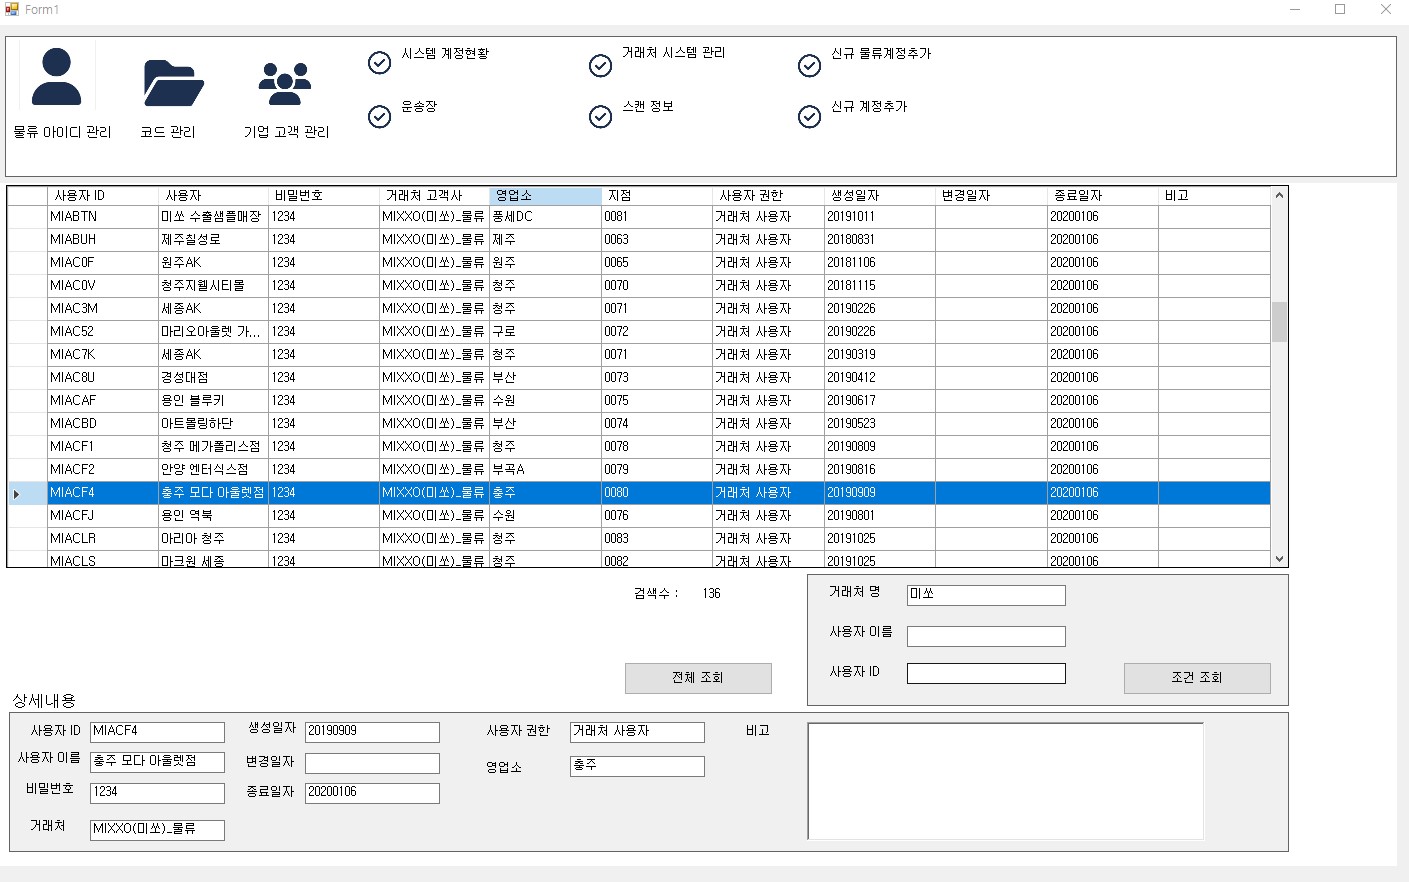 Form1
시스템 계정현황 거래처 시스템 관리 신규 물류계정추가
운송장 스캔 정보 신규 계정추가
물류 아이디 관리 코드 관리 기업 고객 관리
사용자 ID 사용자 비밀번호 거래처 고객사 영업소 지점 사용자 권한 생성일자 변경일자 종료일자 비고
MIABTN 미쏘 수출샘플매장 1234 MIXXO(미쏘)_물류 풍세DC 0081 거래처 사용자 20191011 20200106
MIABUH 제주칠성로 1234 MIXXO(미쏘)_물류 제주 0063 거래처 사용자 20180831 20200106
MIAC0F 원주AK 1234 MIXXO(미쏘)_물류 원주 0065 거래처 사용자 20181106 20200106
MIAC0V 청주지웰시티몰 1234 MIXXO(미쏘)_물류 청주 0070 거래처 사용자 20181115 20200106
MIAC3M 세종AK 1234 MIXXO(미쏘)_물류 청주 0071 거래처 사용자 20190226 20200106
MIAC52 마리오아울렛 가... 1234 MIXXO(미쏘)_물류 구로 0072 거래처 사용자 20190226 20200106
MIAC7K 세종AK 1234 MIXXO(미쏘)_물류 청주 0071 거래처 사용자 20190319 20200106
MIAC8U 경성대점 1234 MIXXO(미쏘)_물류 부산 0073 거래처 사용자 20190412 20200106
MIACAF 용인 블루키 1234 MIXXO(미쏘)_물류 수원 0075 거래처 사용자 20190617 20200106
MIACBD 아트몰링하단 1234 MIXXO(미쏘)_물류 부산 0074 거래처 사용자 20190523 20200106
MIACF1 청주 메가폴리스점 1234 MIXXO(미쏘)_물류 청주 0078 거래처 사용자 20190809 20200106
MIACF2 안양 엔터식스점 1234 MIXXO(미쏘)_물류 부곡A 0079 거래처 사용자 20190816 20200106
MIACF4 충주 모다 아울렛점 1234 MIXXO(미쏘)_물류 충주 0080 거래처 사용자 20190909 20200106
MIACFJ 용인 역북 1234 MIXXO(미쏘)_물류 수원 0076 거래처 사용자 20190801 20200106
MIACLR 아리아 청주 1234 MIXXO(미쏘)_물류 청주 0083 거래처 사용자 20191025 20200106
MIACLS 마크원 세종 1234 MIXXO(미쏘)_물류 청주 0082 거래처 사용자 20191025 20200106
검색수 : 136
거래처 명 미쏘
사용자 이름
사용자 ID
전체 조회 조건 조회
상세내용
사용자 ID MIACF4 생성일자 20190909 사용자 권한 거래처 사용자 비고
사용자 이름 충주 모다 아울렛점 변경일자 영업소 충주
비밀번호 1234 종료일자 20200106
거래처 MIXXO(미쏘)_물류